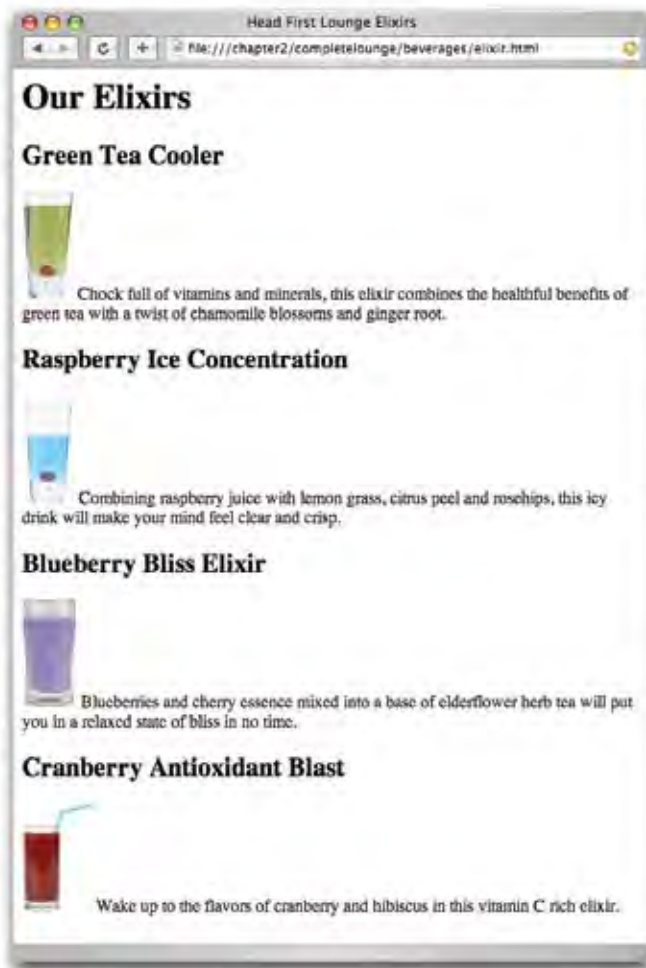 Head First Lounge Elixirs
file:///chapter2/completelounge/beverages/elixir.html
Our Elixirs
Green Tea Cooler
Chock full of vitamins and minerals, this elixir combines the healthful benefits of
green tea with a twist of chamomile blossoms and ginger root.
Raspberry Ice Concentration
Combining raspberry juice with lemon grass, citrus peel and rosehips, this icy
drink will make your mind feel clear and crisp.
Blueberry Bliss Elixir
Blueberries and cherry essence mixed into a base of elderflower herb tea will put
you in a relaxed state of bliss in no time.
Cranberry Antioxidant Blast
Wake up to the flavors of cranberry and hibiscus in this vitamin C rich elixir.